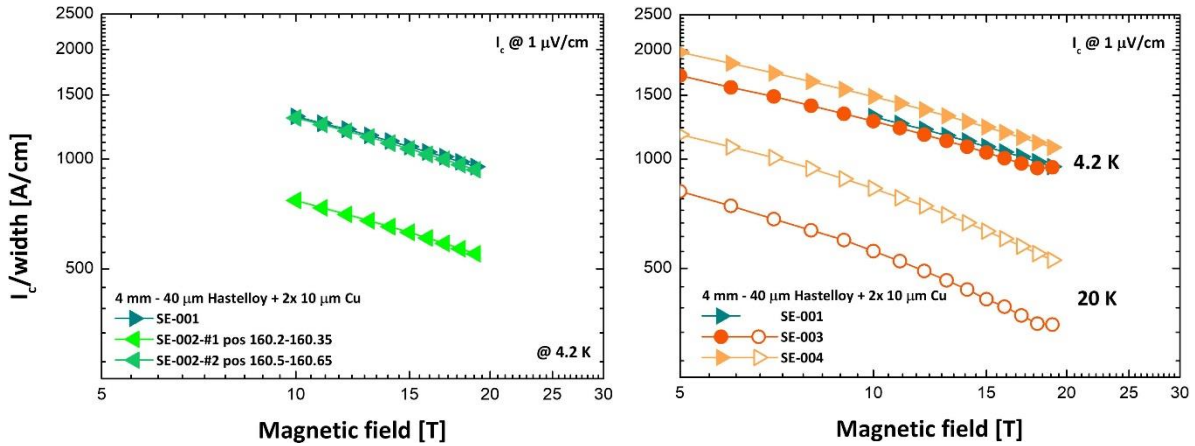 I_c/width [A/cm]
2500
2000
1500
1000
500
I_c @ 1 μV/cm
4 mm - 40 μm Hastelloy + 2x 10 μm Cu
SE-001
SE-002-#1 pos 160.2-160.35
SE-002-#2 pos 160.5-160.65
@ 4.2 K
5 10 15 20 25 30
Magnetic field [T]
2500
2000
1500
1000
500
I_c @ 1 μV/cm
4.2 K
20 K
4 mm - 40 μm Hastelloy + 2x 10 μm Cu
SE-001
SE-003
SE-004
5 10 15 20 25 30
Magnetic field [T]